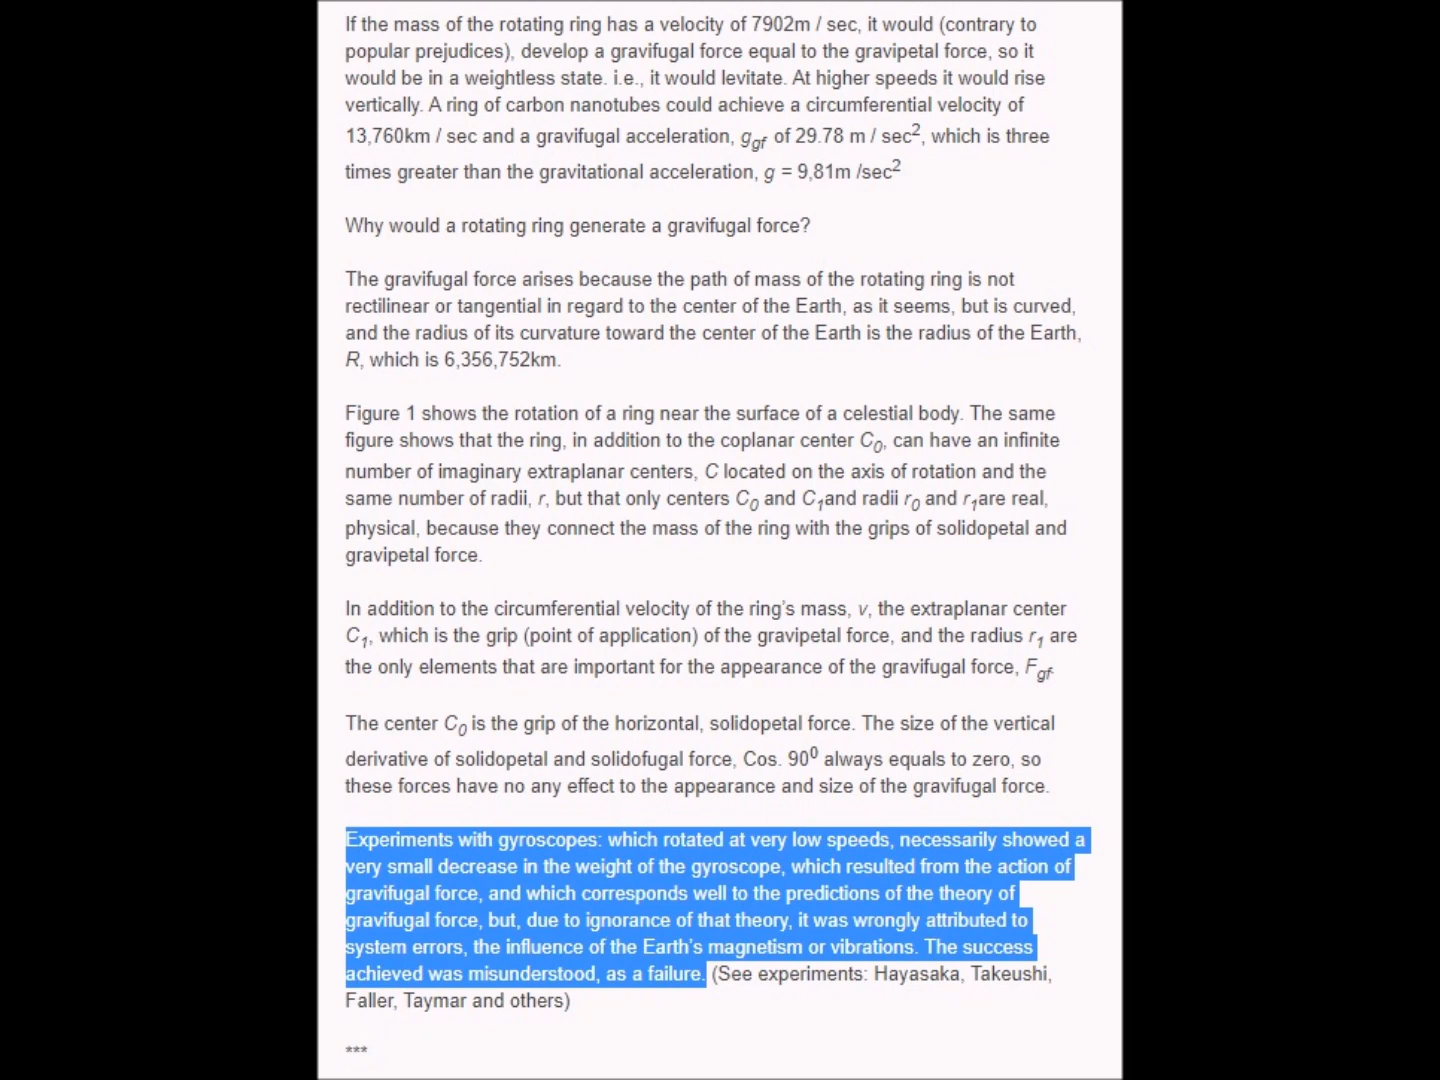 If the mass of the rotating ring has a velocity of 7902m / sec, it would (contrary to
popular prejudices), develop a gravifugal force equal to the gravipetal force, so it
would be in a weightless state. i.e., it would levitate. At higher speeds it would rise
vertically. A ring of carbon nanotubes could achieve a circumferential velocity of
13,760km / sec and a gravifugal acceleration, ggf of 29.78 m / sec2, which is three
times greater than the gravitational acceleration, g = 9,81m /sec2
Why would a rotating ring generate a gravifugal force?
The gravifugal force arises because the path of mass of the rotating ring is not
rectilinear or tangential in regard to the center of the Earth, as it seems, but is curved,
and the radius of its curvature toward the center of the Earth is the radius of the Earth,
R, which is 6,356,752km.
Figure 1 shows the rotation of a ring near the surface of a celestial body. The same
figure shows that the ring, in addition to the coplanar center C0, can have an infinite
number of imaginary extraplanar centers, C located on the axis of rotation and the
same number of radii, r, but that only centers C0 and C1and radii r0 and r1are real,
physical, because they connect the mass of the ring with the grips of solidopetal and
gravipetal force.
In addition to the circumferential velocity of the ring's mass, v, the extraplanar center
C1, which is the grip (point of application) of the gravipetal force, and the radius r1 are
the only elements that are important for the appearance of the gravifugal force, Fgf.
The center C0 is the grip of the horizontal, solidopetal force. The size of the vertical
derivative of solidopetal and solidofugal force, Cos. 900 always equals to zero, so
these forces have no any effect to the appearance and size of the gravifugal force.
Experiments with gyroscopes: which rotated at very low speeds, necessarily showed a
very small decrease in the weight of the gyroscope, which resulted from the action of
gravifugal force, and which corresponds well to the predictions of the theory of
gravifugal force, but, due to ignorance of that theory, it was wrongly attributed to
system errors, the influence of the Earth's magnetism or vibrations. The success
achieved was misunderstood, as a failure. (See experiments: Hayasaka, Takeushi,
Faller, Taymar and others)
***